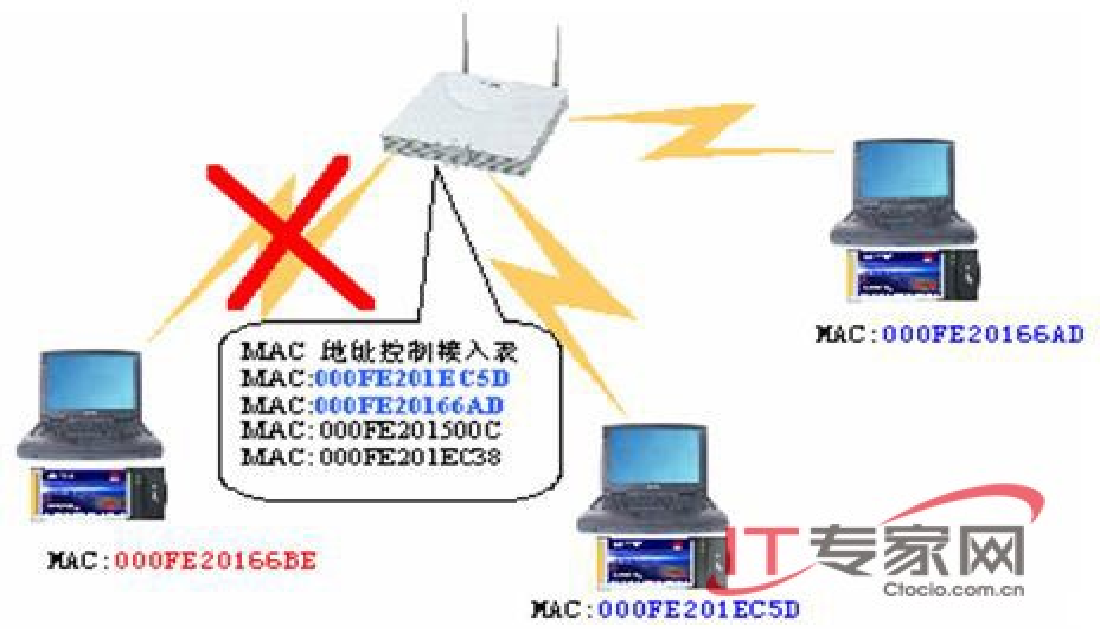 MAC:000FE20166AD
MAC 地址控制接入表
MAC:000FE201EC5D
MAC:000FE20166AD
MAC:000FE201500C
MAC:000FE201EC38
MAC:000FE20166BE
MAC:000FE201EC5D
IT专家网
Ctocio.com.cn